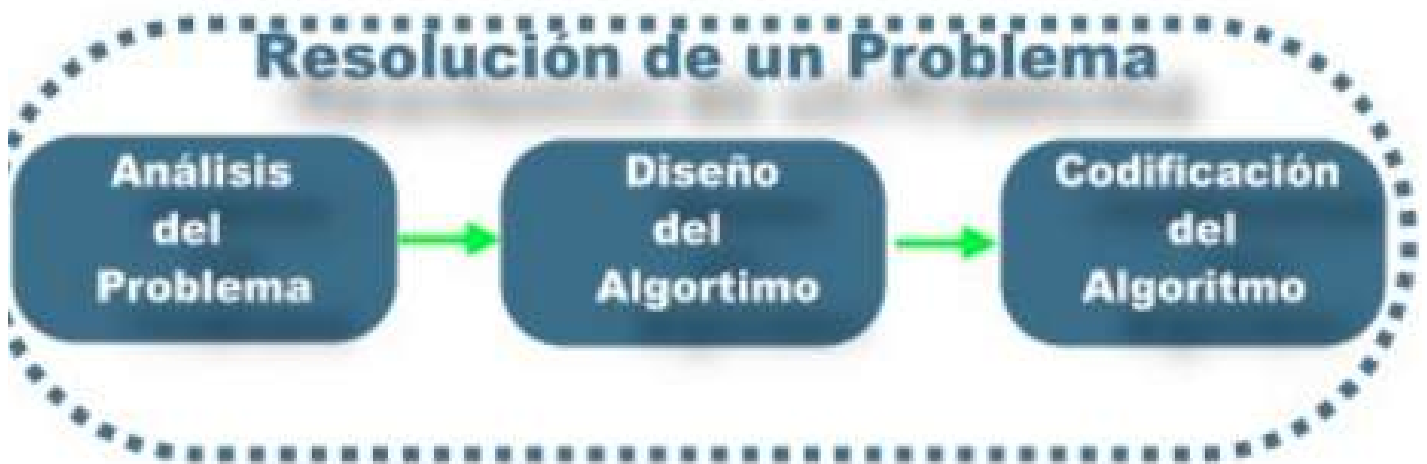 Resolución de un Problema
Análisis
del
Problema
Diseño
del
Algortimo
Codificación
del
Algoritmo